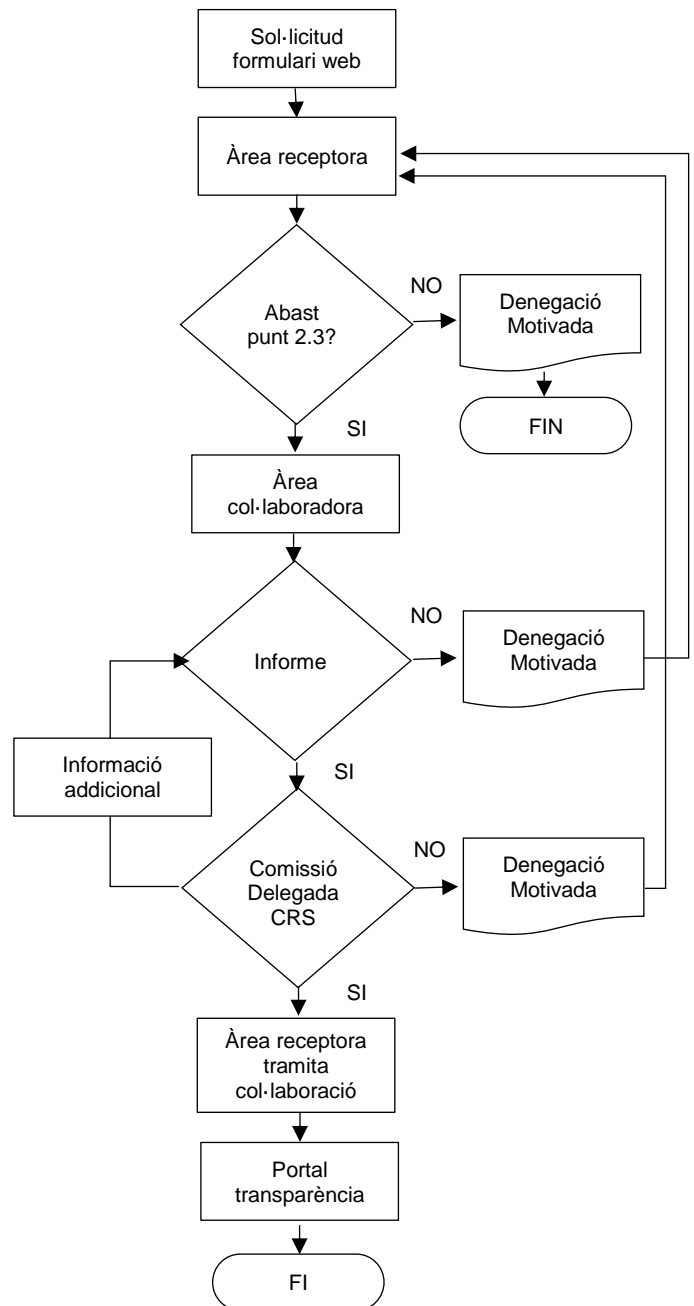 Sol·licitud
formulari web
Àrea receptora
Abast
punt 2.3?
NO
Denegació
Motivada
FIN
SI
Àrea
col·laboradora
Informe
NO
Denegació
Motivada
Informació
addicional
SI
Comissió
Delegada
CRS
NO
Denegació
Motivada
SI
Àrea receptora
tramita
col·laboració
Portal
transparència
FI